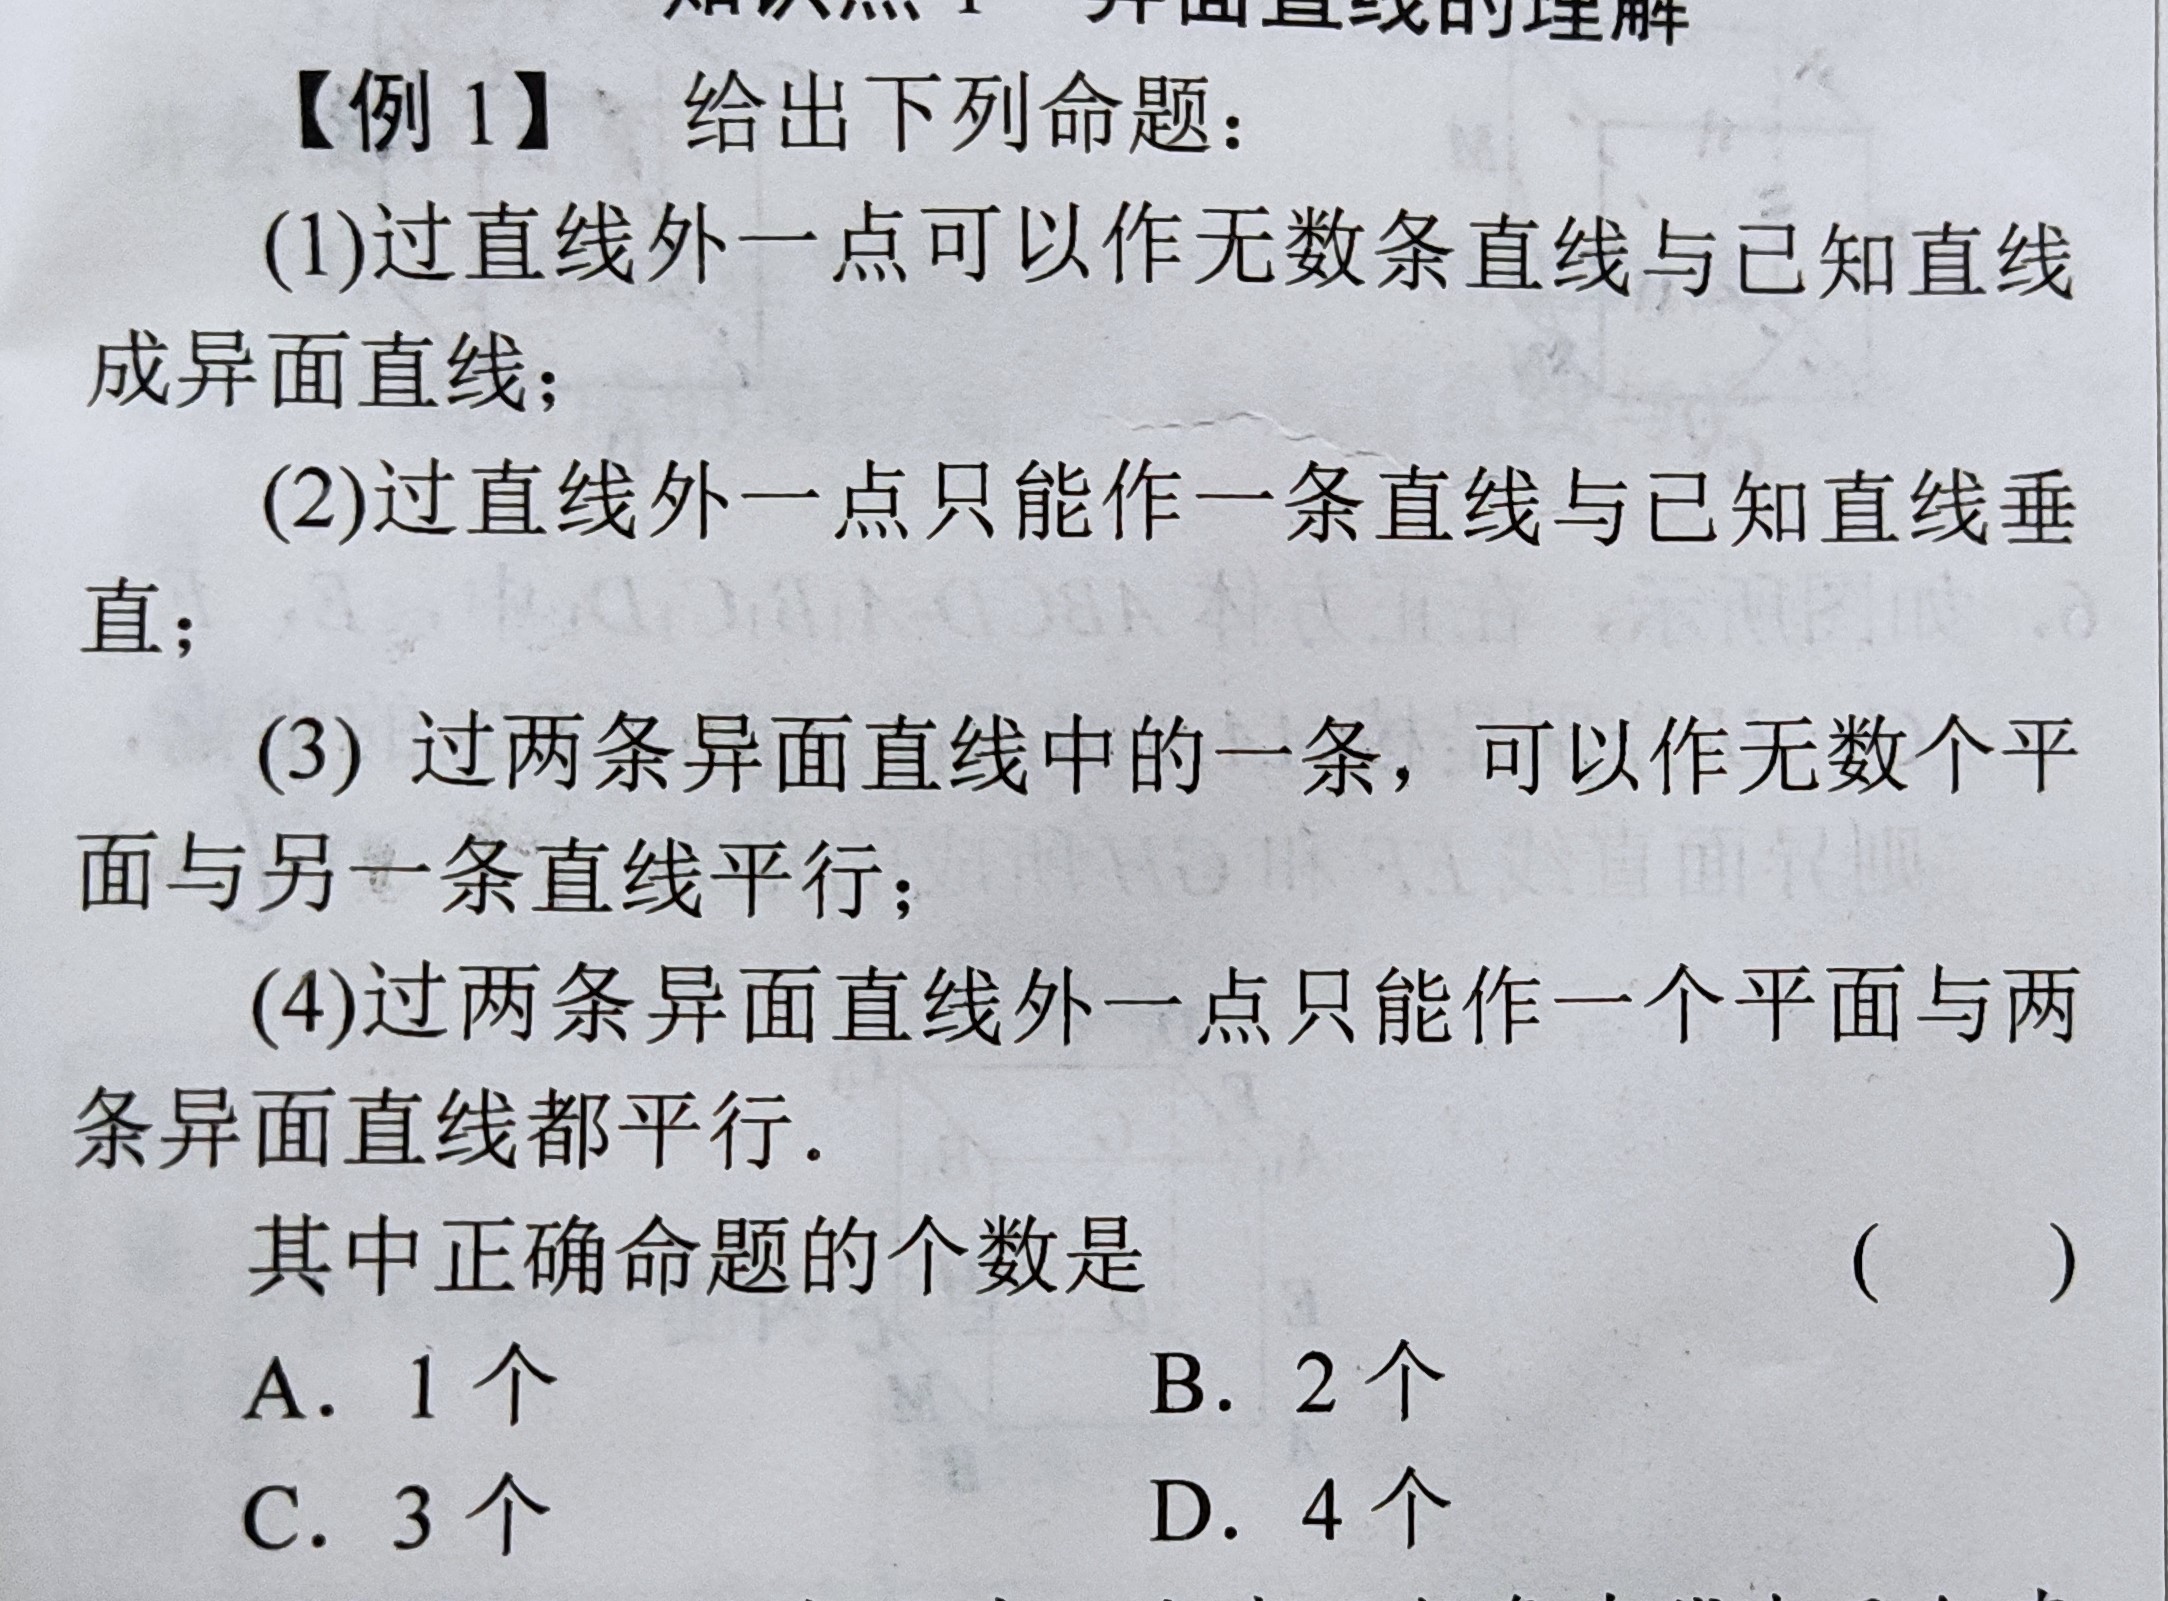 知识点1 异面直线的理解
【例1】 给出下列命题：
(1)过直线外一点可以作无数条直线与已知直线
成异面直线；
(2)过直线外一点只能作一条直线与已知直线垂
直；
(3) 过两条异面直线中的一条，可以作无数个平
面与另一条直线平行；
(4)过两条异面直线外一点只能作一个平面与两
条异面直线都平行．
其中正确命题的个数是 ( )
A．1个 B．2个
C．3个 D．4个